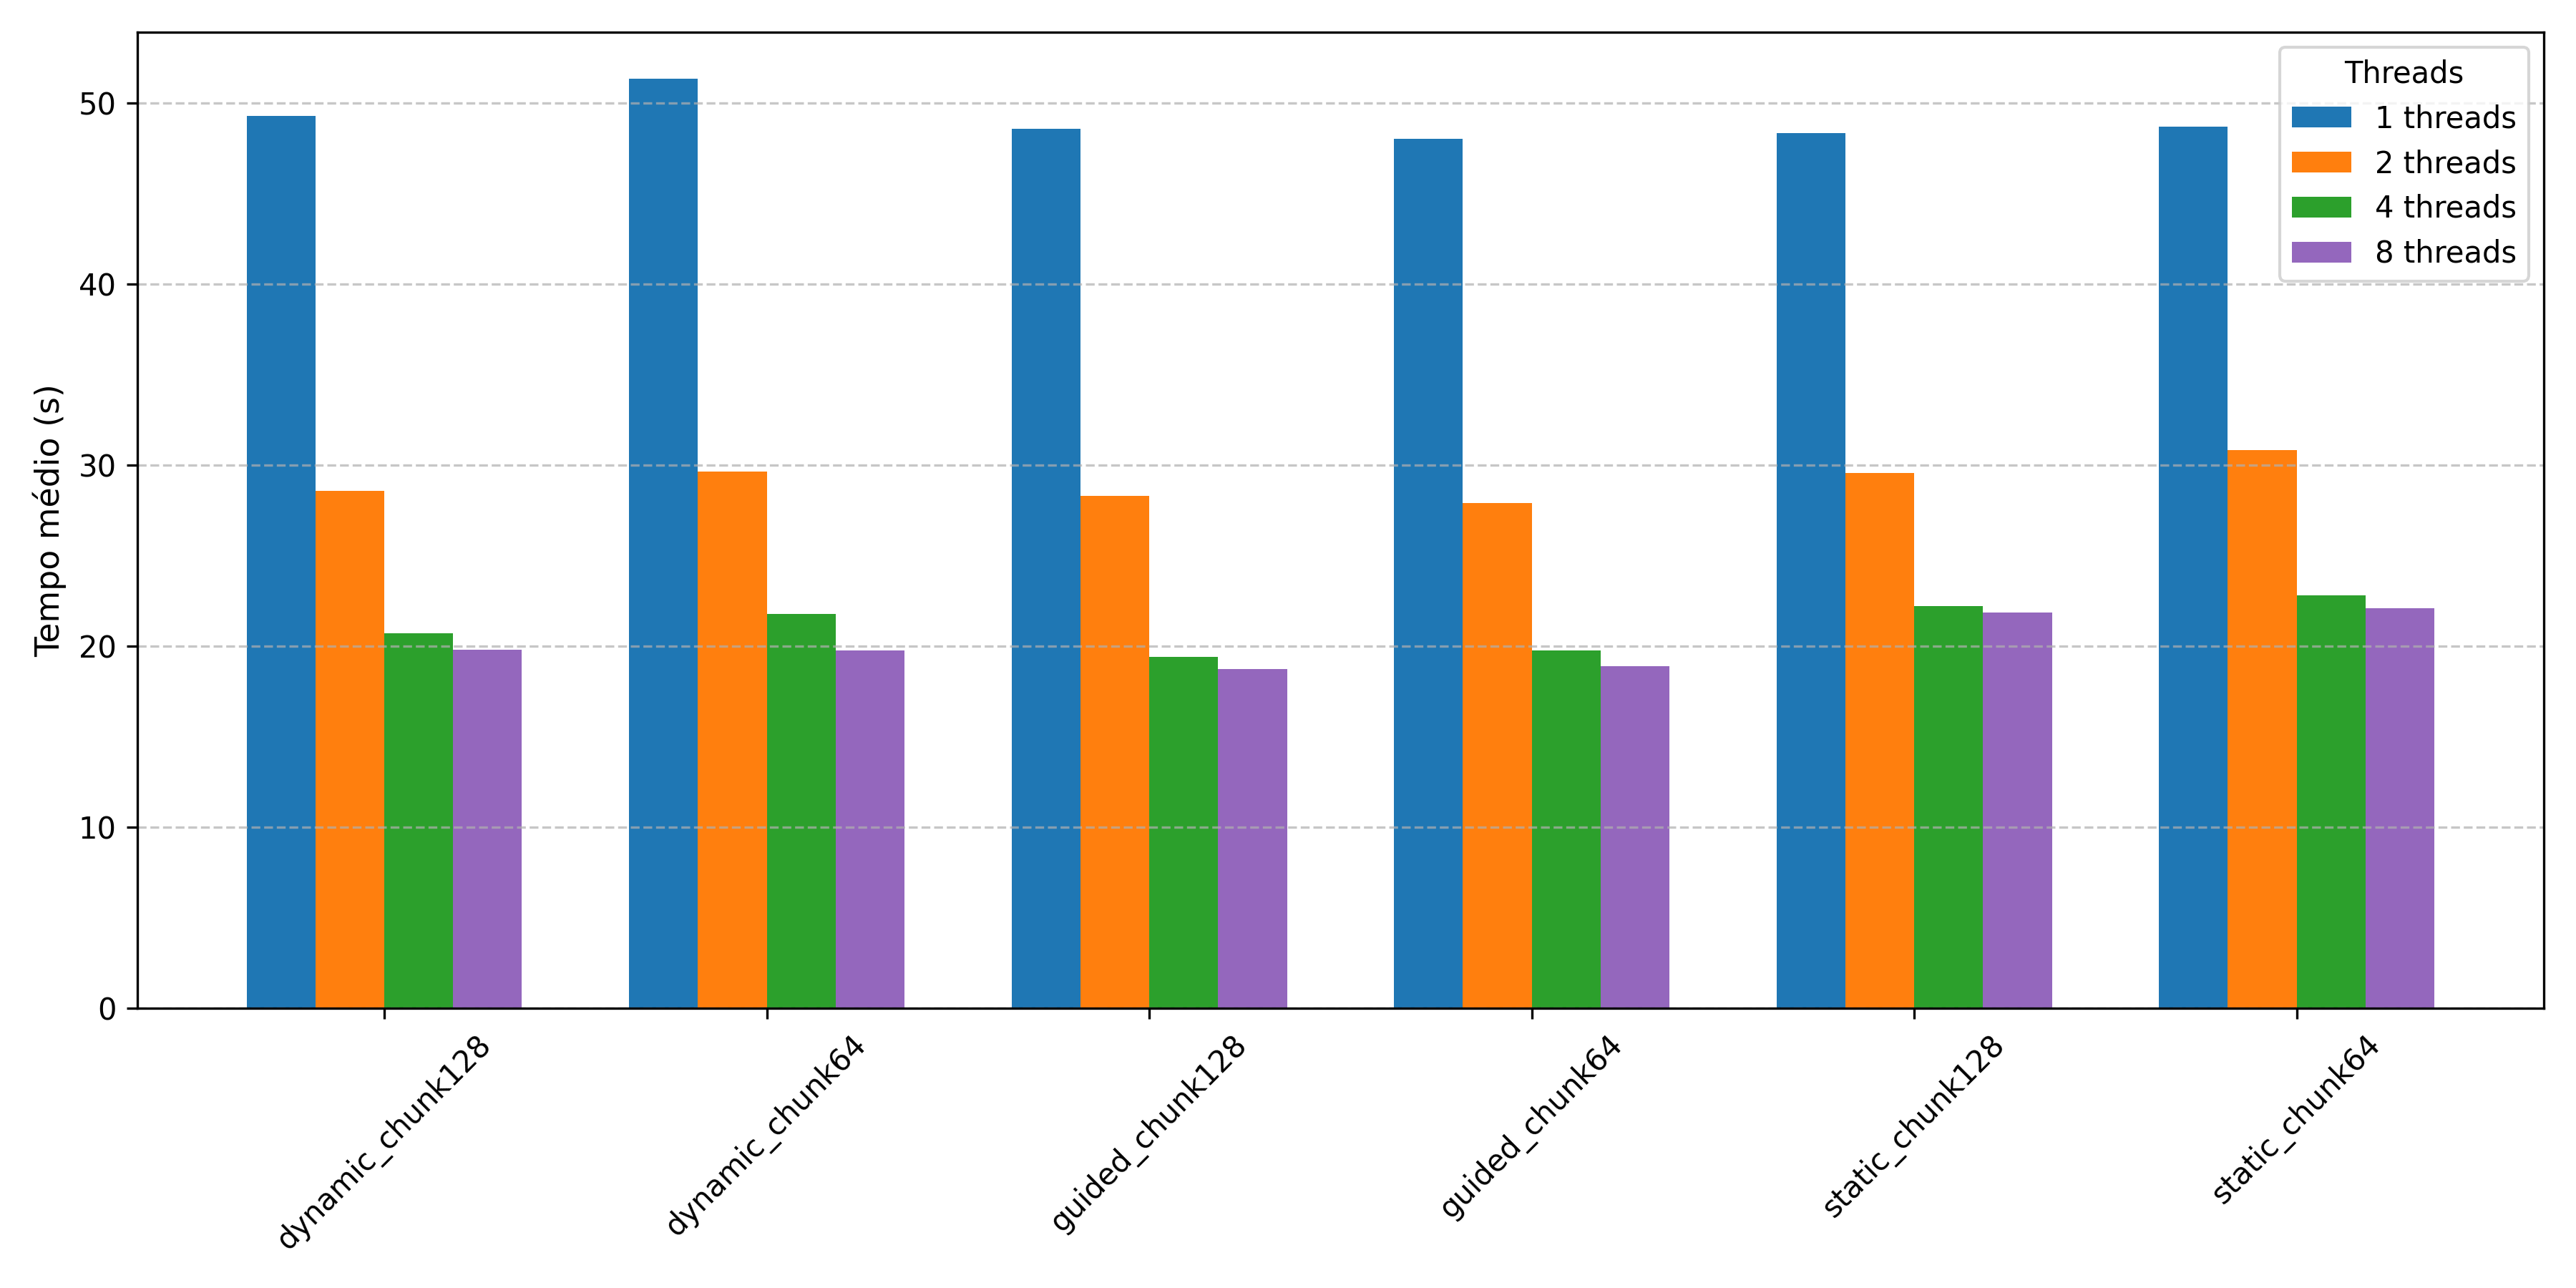 Threads
1 threads
2 threads
4 threads
8 threads
Tempo médio (s)
50
40
30
20
10
0
dynamic_chunk128
dynamic_chunk64
guided_chunk128
guided_chunk64
static_chunk128
static_chunk64